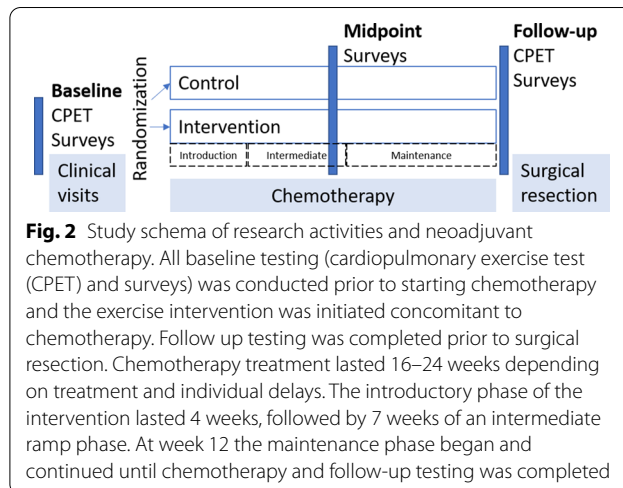 Baseline
CPET
Surveys
Clinical
visits
Randomization
Control
Intervention
Introduction
Intermediate
Maintenance
Chemotherapy
Midpoint
Surveys
Follow-up
CPET
Surveys
Surgical
resection
Fig. 2 Study schema of research activities and neoadjuvant
chemotherapy. All baseline testing (cardiopulmonary exercise test
(CPET) and surveys) was conducted prior to starting chemotherapy
and the exercise intervention was initiated concomitant to
chemotherapy. Follow up testing was completed prior to surgical
resection. Chemotherapy treatment lasted 16–24 weeks depending
on treatment and individual delays. The introductory phase of the
intervention lasted 4 weeks, followed by 7 weeks of an intermediate
ramp phase. At week 12 the maintenance phase began and
continued until chemotherapy and follow-up testing was completed